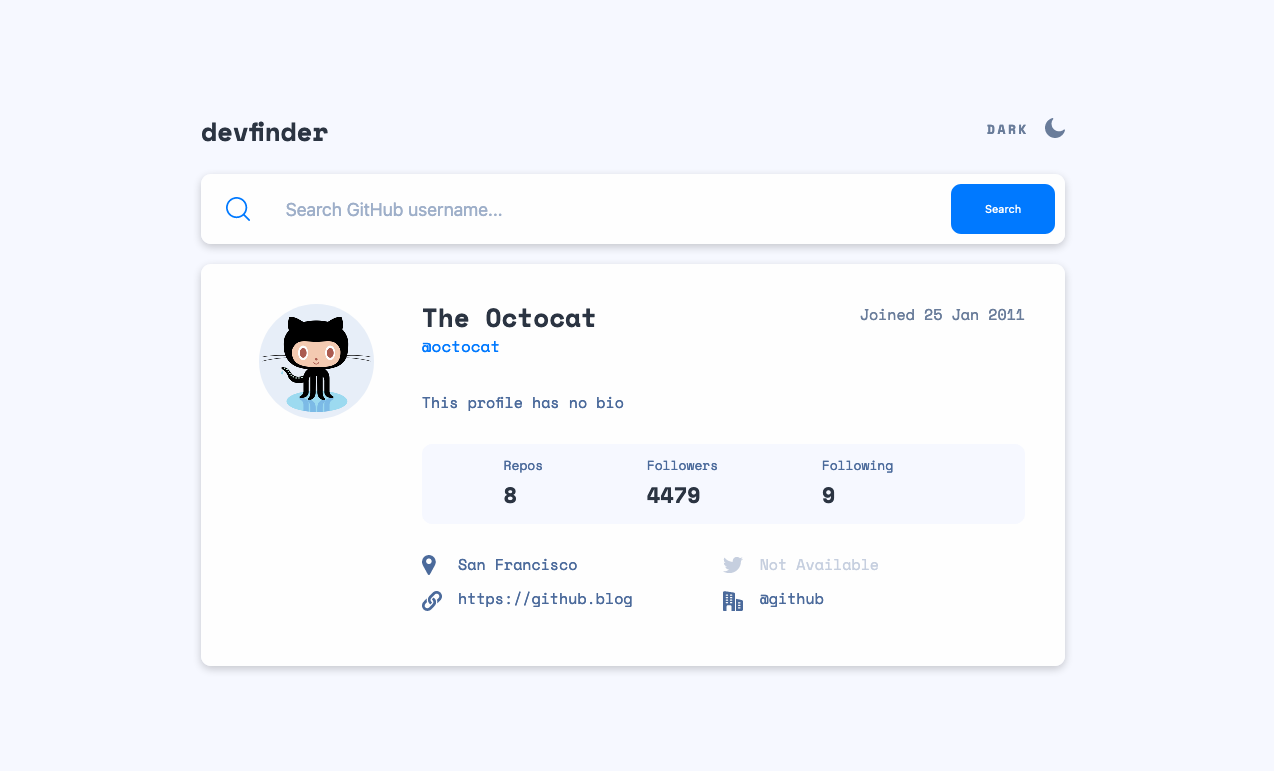 devfinder
DARK
Search GitHub username...
Search
The Octocat
Joined 25 Jan 2011
@octocat
This profile has no bio
Repos Followers Following
8 4479 9
San Francisco
Not Available
https://github.blog
@github